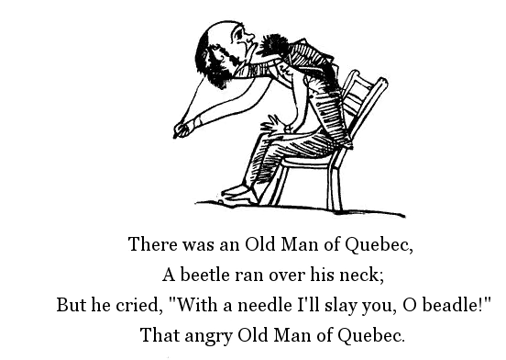 There was an Old Man of Quebec,
A beetle ran over his neck;
But he cried, "With a needle I'll slay you, O beadle!"
That angry Old Man of Quebec.